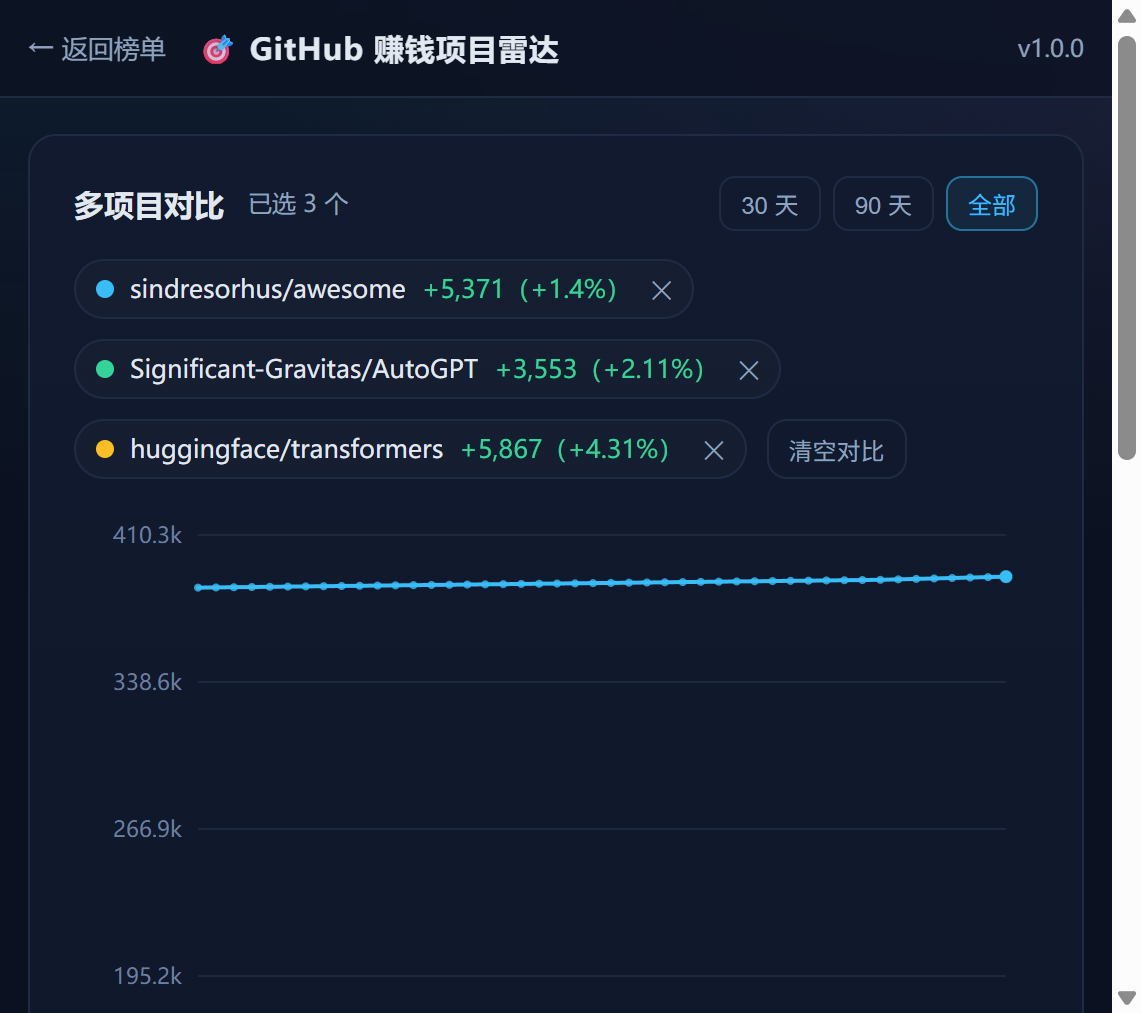 ← 返回榜单 🎯 GitHub 赚钱项目雷达 v1.0.0
多项目对比 已选 3 个 30 天 90 天 全部
sindresorhus/awesome +5,371 (+1.4%) ×
Significant-Gravitas/AutoGPT +3,553 (+2.11%) ×
huggingface/transformers +5,867 (+4.31%) × 清空对比
410.3k
338.6k
266.9k
195.2k